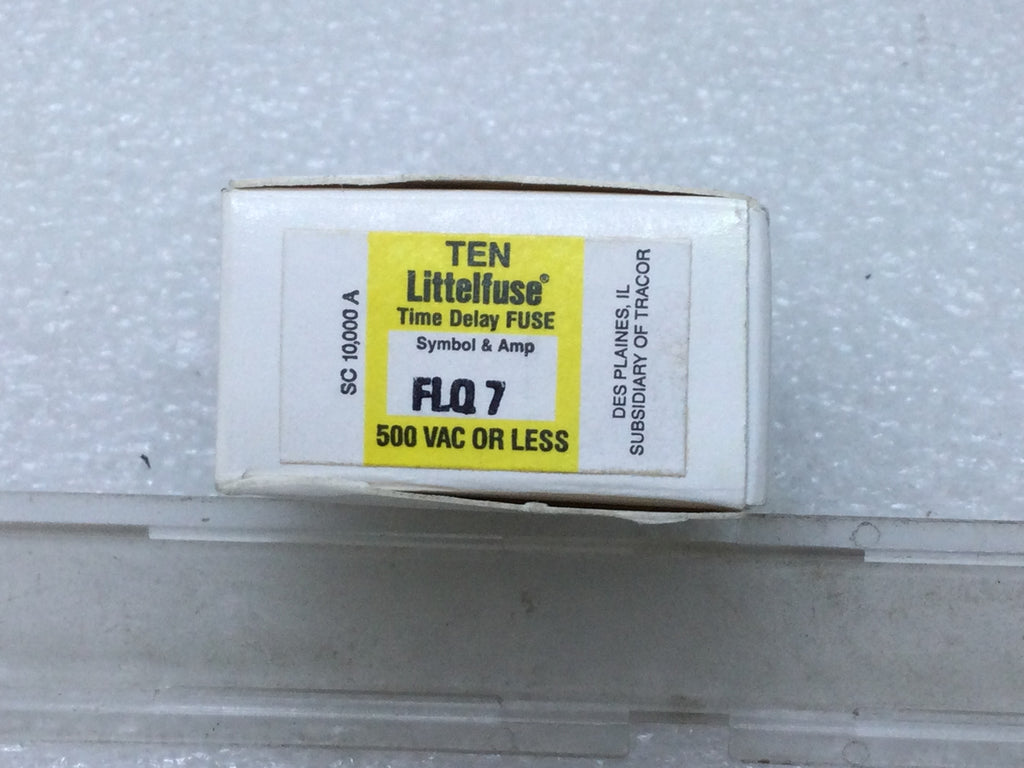 SC 10,000 A
TEN
Littelfuse®
Time Delay FUSE
Symbol & Amp
FLQ 7
500 VAC OR LESS
DES PLAINES, IL
SUBSIDIARY OF TRACOR